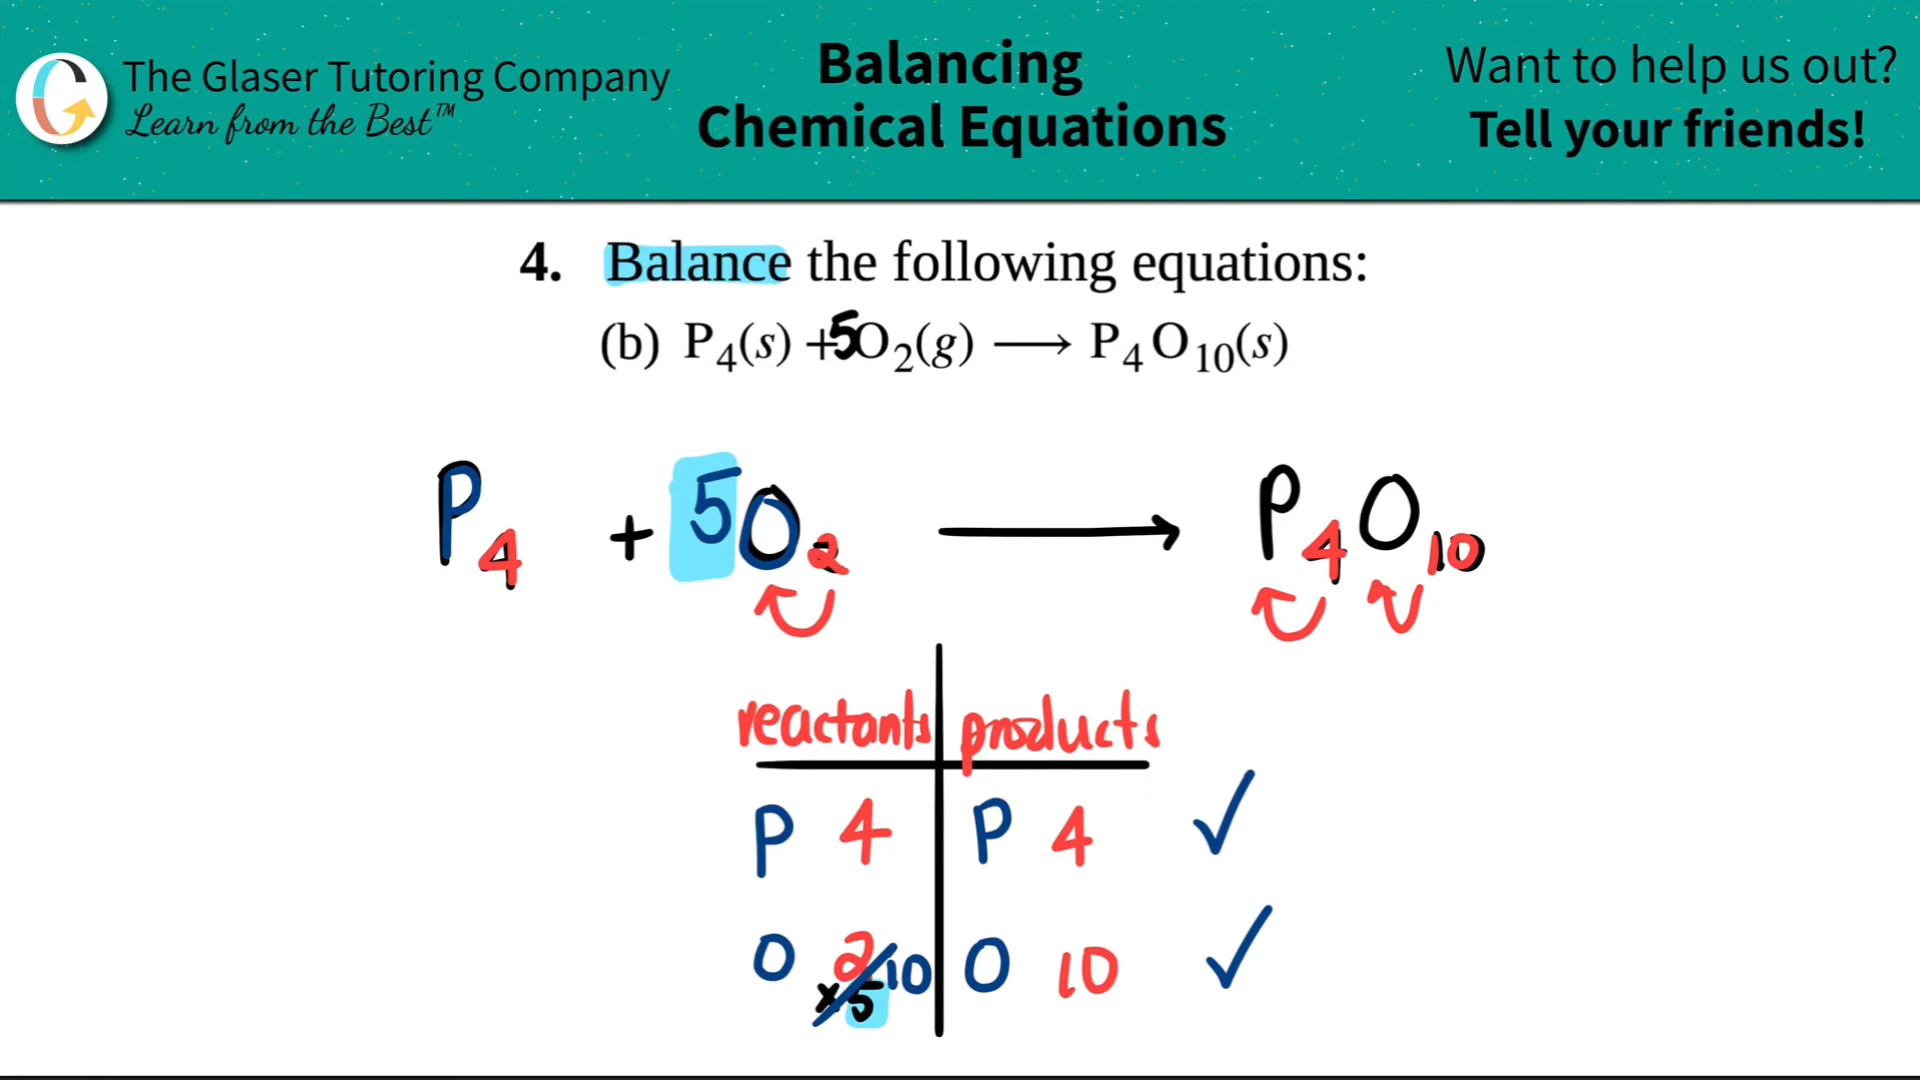 The Glaser Tutoring Company
Learn from the Best™
Balancing
Chemical Equations
Want to help us out?
Tell your friends!
4. Balance the following equations:
(b) P₄(s) +5O₂(g) ⟶ P₄O₁₀(s)
P₄ + 5O₂ ⟶ P₄O₁₀
reactants products
P 4 P 4 ✓
O 2 10 O 10 ✓
x5